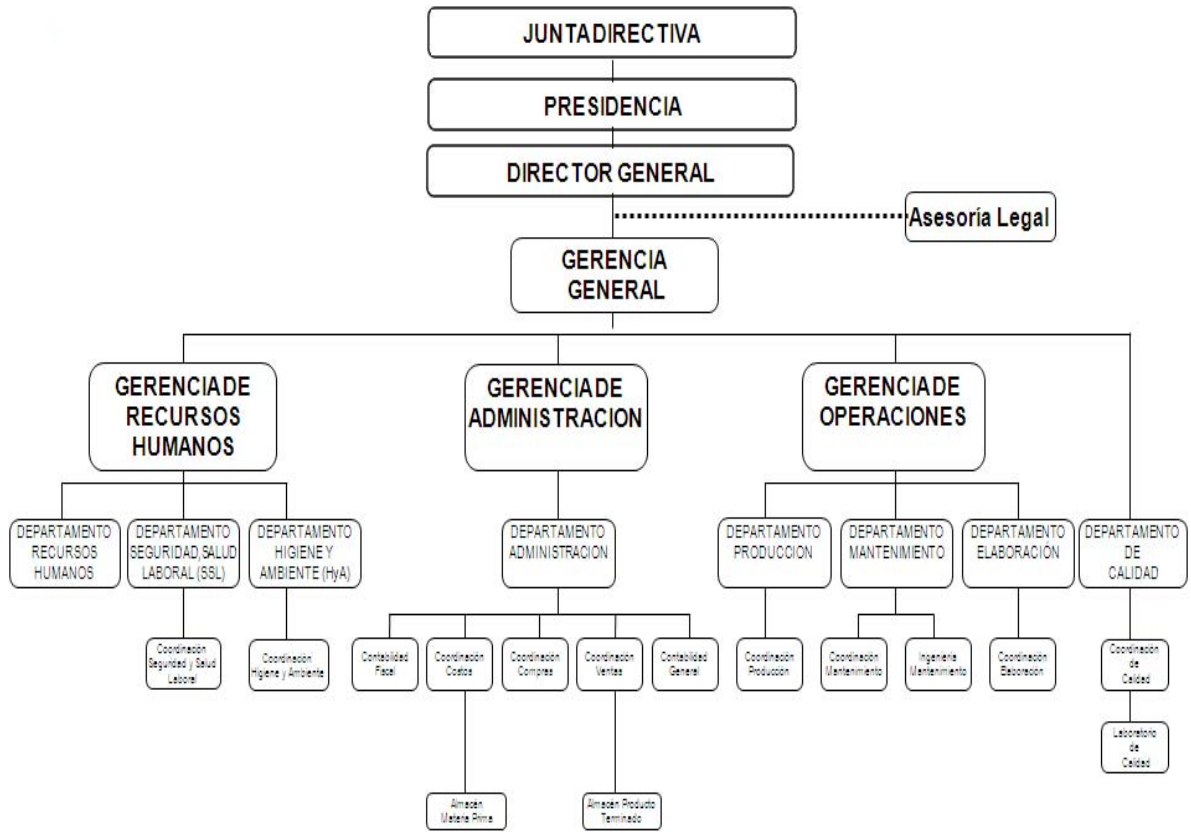 JUNTA DIRECTIVA
PRESIDENCIA
DIRECTOR GENERAL
Asesoría Legal
GERENCIA
GENERAL
GERENCIA DE
RECURSOS
HUMANOS
GERENCIA DE
ADMINISTRACION
GERENCIA DE
OPERACIONES
DEPARTAMENTO
RECURSOS
HUMANOS
DEPARTAMENTO
SEGURIDAD, SALUD
LABORAL (SSL)
DEPARTAMENTO
HIGIENE Y
AMBIENTE (HyA)
DEPARTAMENTO
ADMINISTRACION
DEPARTAMENTO
PRODUCCION
DEPARTAMENTO
MANTENIMIENTO
DEPARTAMENTO
ELABORACIÓN
DEPARTAMENTO
DE
CALIDAD
Coordinación
Seguridad y Salud
Laboral
Coordinación
Higiene y Ambiente
Contabilidad
Fiscal
Coordinación
Costos
Coordinación
Compras
Coordinación
Ventas
Contabilidad
General
Coordinación
Producción
Coordinación
Mantenimiento
Ingeniería
Mantenimiento
Coordinación
Elaboración
Coordinación
de
Calidad
Laboratorio
de
Calidad
Almacén
Materia Prima
Almacén Producto
Terminado